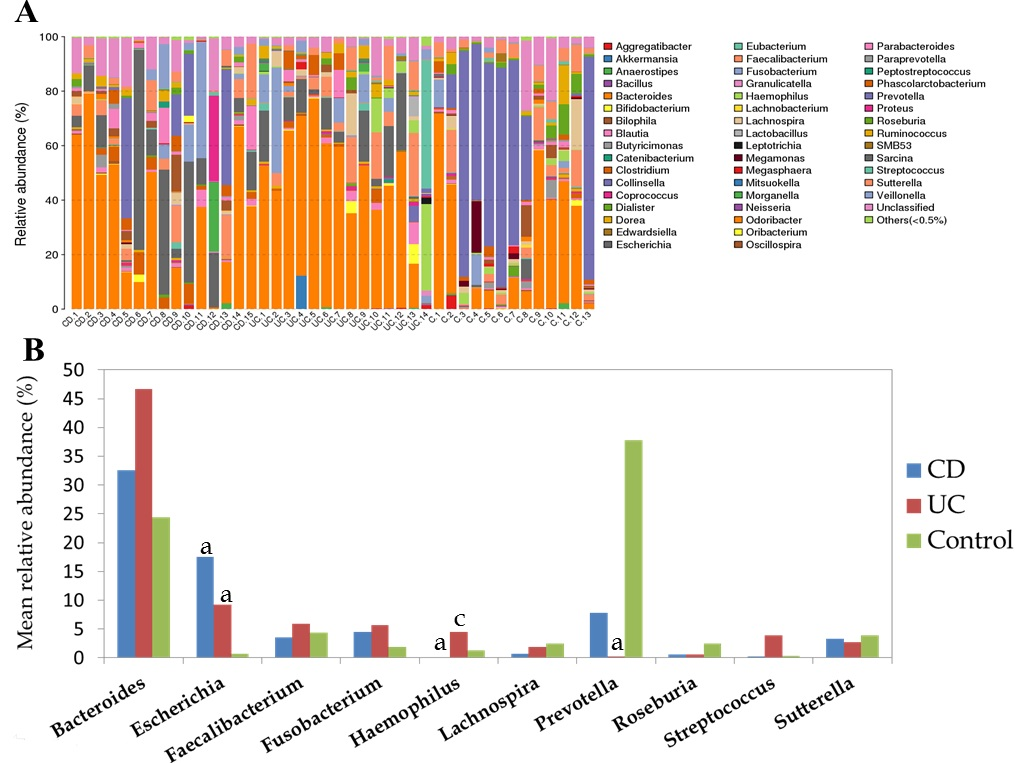 A
Relative abundance (%)
100
80
60
40
20
0
CD.1 CD.2 CD.3 CD.4 CD.5 CD.6 CD.7 CD.8 CD.9 CD.10 CD.11 CD.12 CD.13 CD.14 CD.15 UC.1 UC.2 UC.3 UC.4 UC.5 UC.6 UC.7 UC.8 UC.9 UC.10 UC.11 UC.12 UC.13 UC.14 C.1 C.2 C.3 C.4 C.5 C.6 C.7 C.8 C.9 C.10 C.11 C.12 C.13
Aggregatibacter
Akkermansia
Anaerostipes
Bacillus
Bacteroides
Bifidobacterium
Bilophila
Blautia
Butyricimonas
Catenibacterium
Clostridium
Collinsella
Coprococcus
Dialister
Dorea
Edwardsiella
Escherichia
Eubacterium
Faecalibacterium
Fusobacterium
Granulicatella
Haemophilus
Lachnobacterium
Lachnospira
Lactobacillus
Leptotrichia
Megamonas
Megasphaera
Mitsuokella
Morganella
Neisseria
Odoribacter
Oribacterium
Oscillospira
Parabacteroides
Paraprevotella
Peptostreptococcus
Phascolarctobacterium
Prevotella
Proteus
Roseburia
Ruminococcus
SMB53
Sarcina
Streptococcus
Sutterella
Veillonella
Unclassified
Others(<0.5%)
B
Mean relative abundance (%)
50
45
40
35
30
25
20
15
10
5
0
a
a
a
c
a
Bacteroides
Escherichia
Faecalibacterium
Fusobacterium
Haemophilus
Lachnospira
Prevotella
Roseburia
Streptococcus
Sutterella
CD
UC
Control